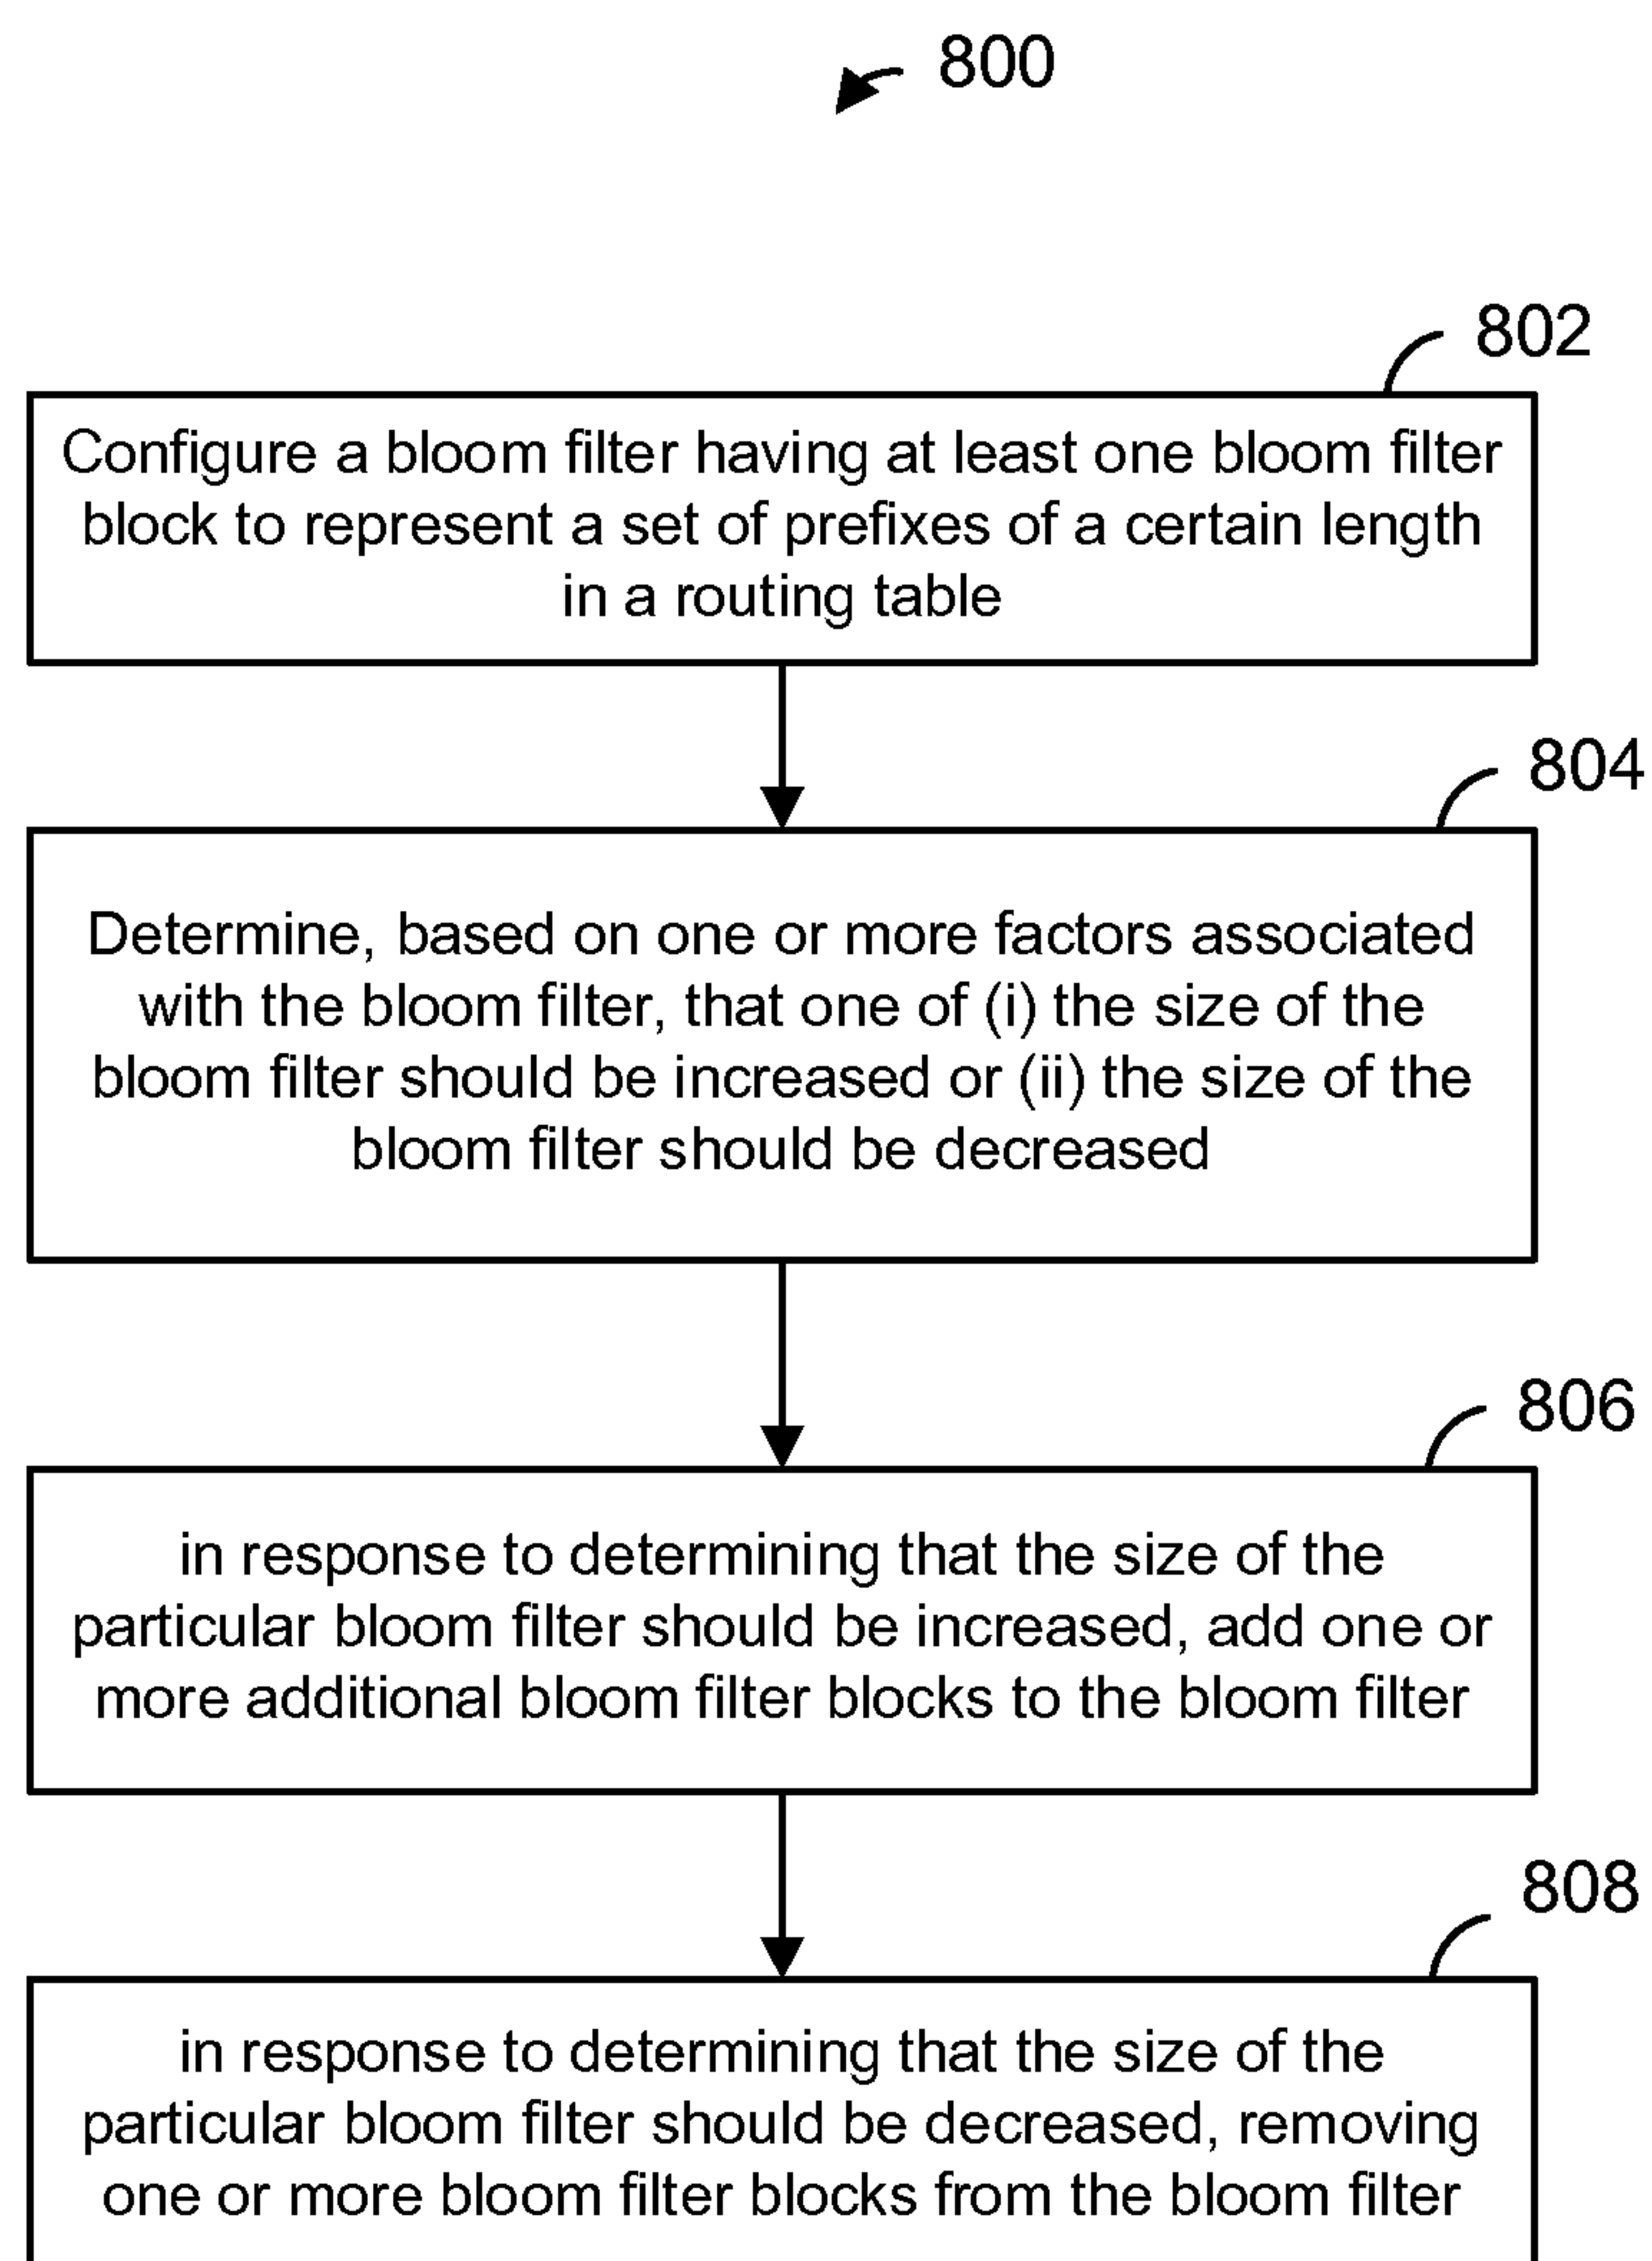 800
802
Configure a bloom filter having at least one bloom filter
block to represent a set of prefixes of a certain length
in a routing table
804
Determine, based on one or more factors associated
with the bloom filter, that one of (i) the size of the
bloom filter should be increased or (ii) the size of the
bloom filter should be decreased
806
in response to determining that the size of the
particular bloom filter should be increased, add one or
more additional bloom filter blocks to the bloom filter
808
in response to determining that the size of the
particular bloom filter should be decreased, removing
one or more bloom filter blocks from the bloom filter